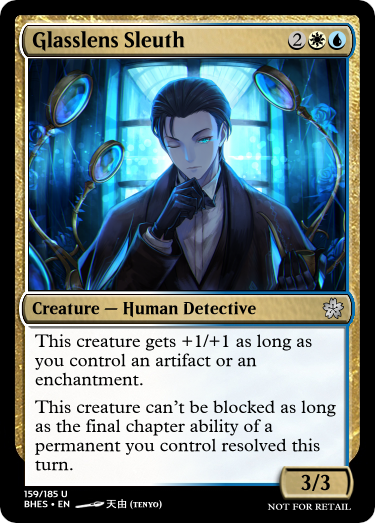 Glasslens Sleuth 2
Creature — Human Detective
This creature gets +1/+1 as long as
you control an artifact or an
enchantment.
This creature can't be blocked as long
as the final chapter ability of a
permanent you control resolved this
turn.
3/3
159/185 U
BHES • EN 天由 (TENYO)
NOT FOR RETAIL